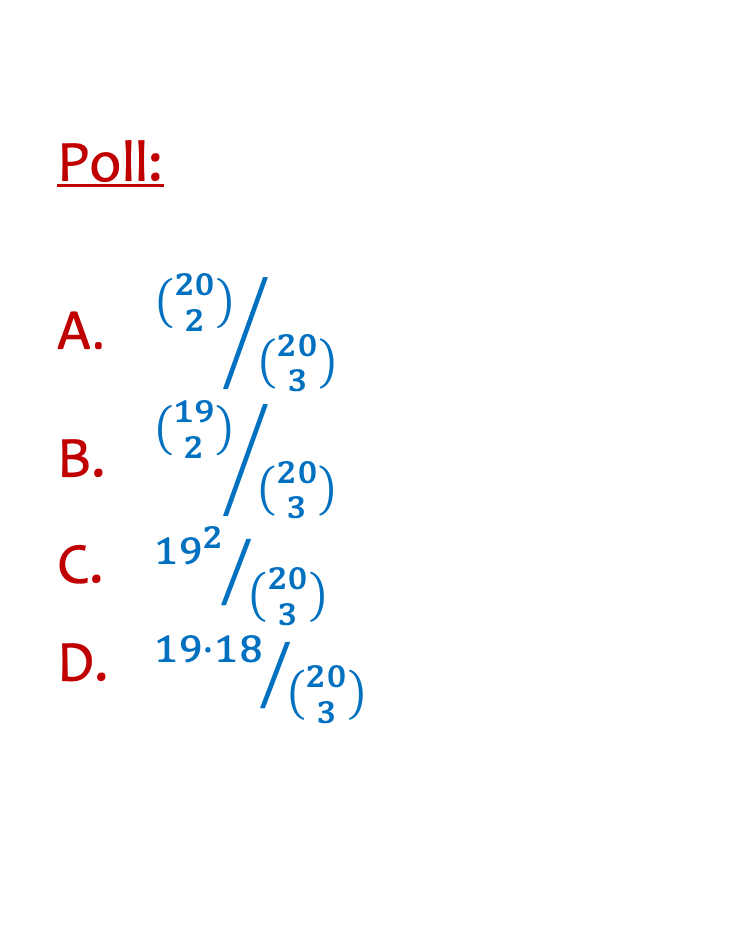 Poll:
A. (20 2)/(20 3)
B. (19 2)/(20 3)
C. 19²/(20 3)
D. 19·18/(20 3)